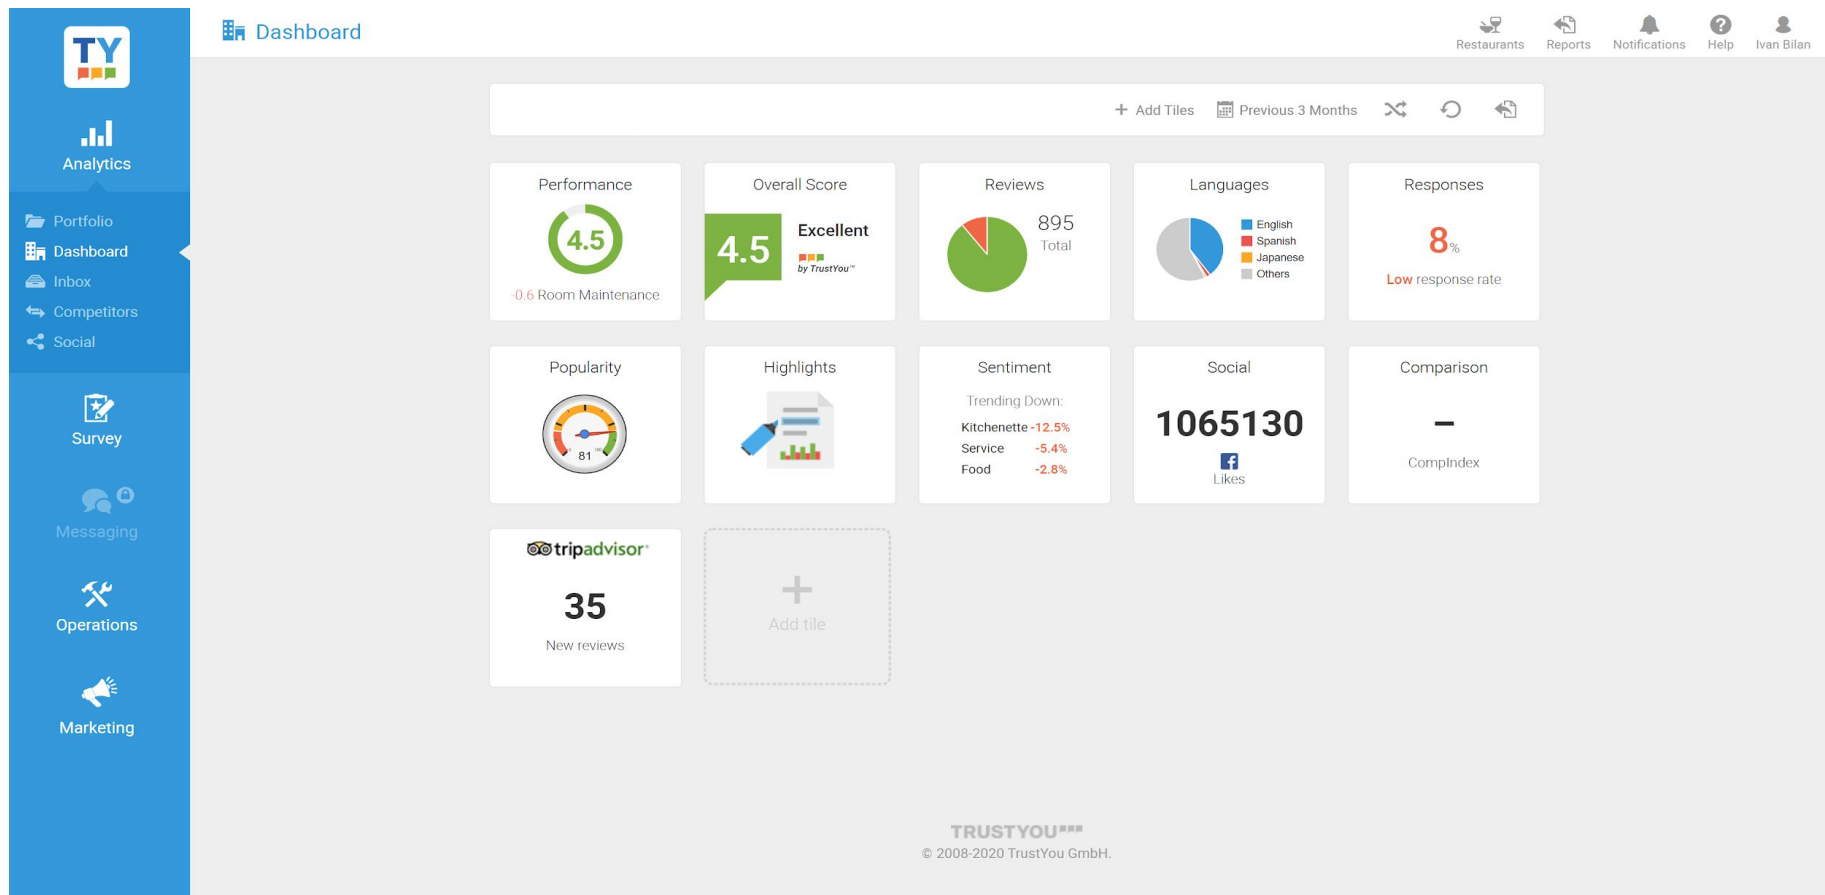 TY
Dashboard
Restaurants
Reports
Notifications
Help
Ivan Bilan
Analytics
Portfolio
Dashboard
Inbox
Competitors
Social
Survey
Messaging
Operations
Marketing
+ Add Tiles
Previous 3 Months
Performance
4.5
-0.6 Room Maintenance
Overall Score
4.5
Excellent
by TrustYou™
Reviews
895
Total
Languages
English
Spanish
Japanese
Others
Responses
8%
Low response rate
Popularity
81
Highlights
Sentiment
Trending Down:
Kitchenette -12.5%
Service -5.4%
Food -2.8%
Social
1065130
Likes
Comparison
–
CompIndex
tripadvisor®
35
New reviews
+
Add tile
TRUSTYOU
© 2008-2020 TrustYou GmbH.